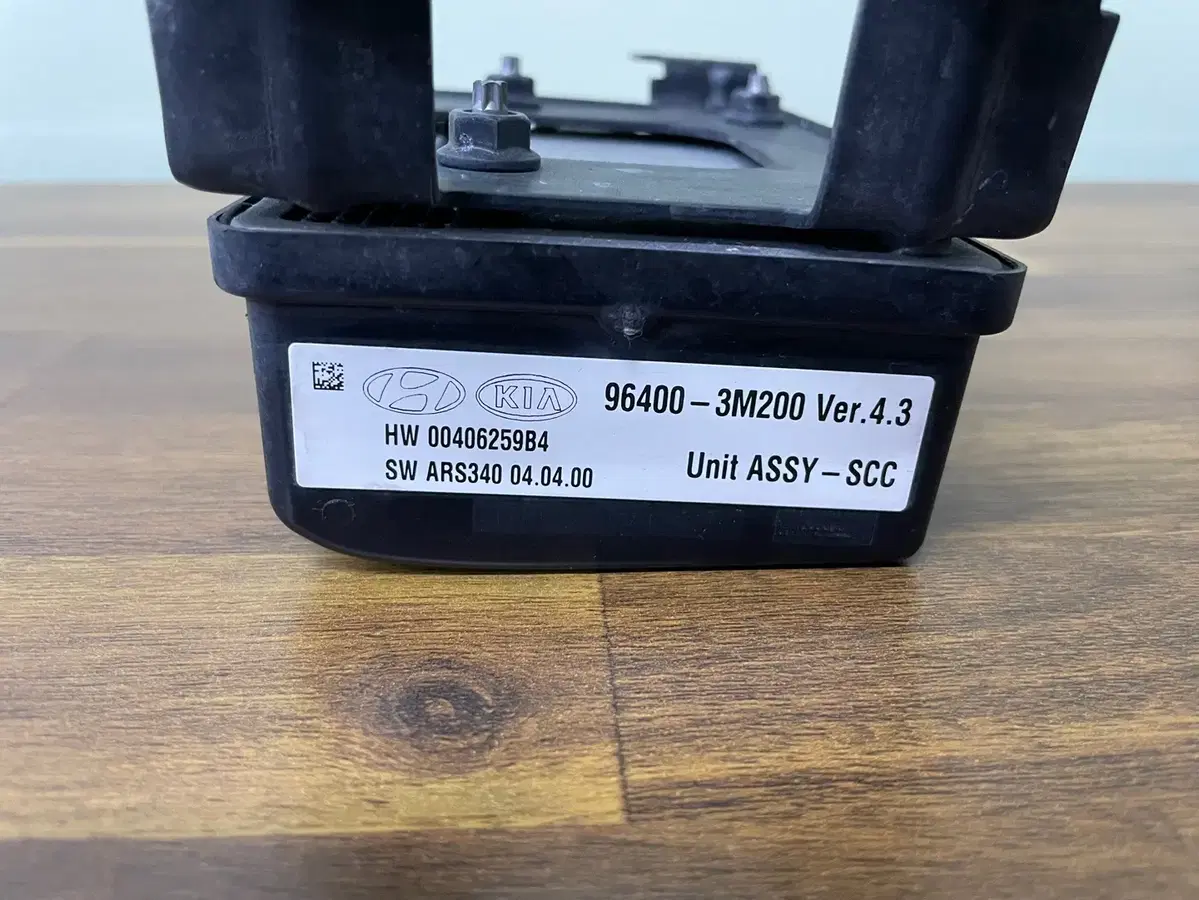 KIA 96400-3M200 Ver.4.3
HW 00406259B4
SW ARS340 04.04.00
Unit ASSY-SCC